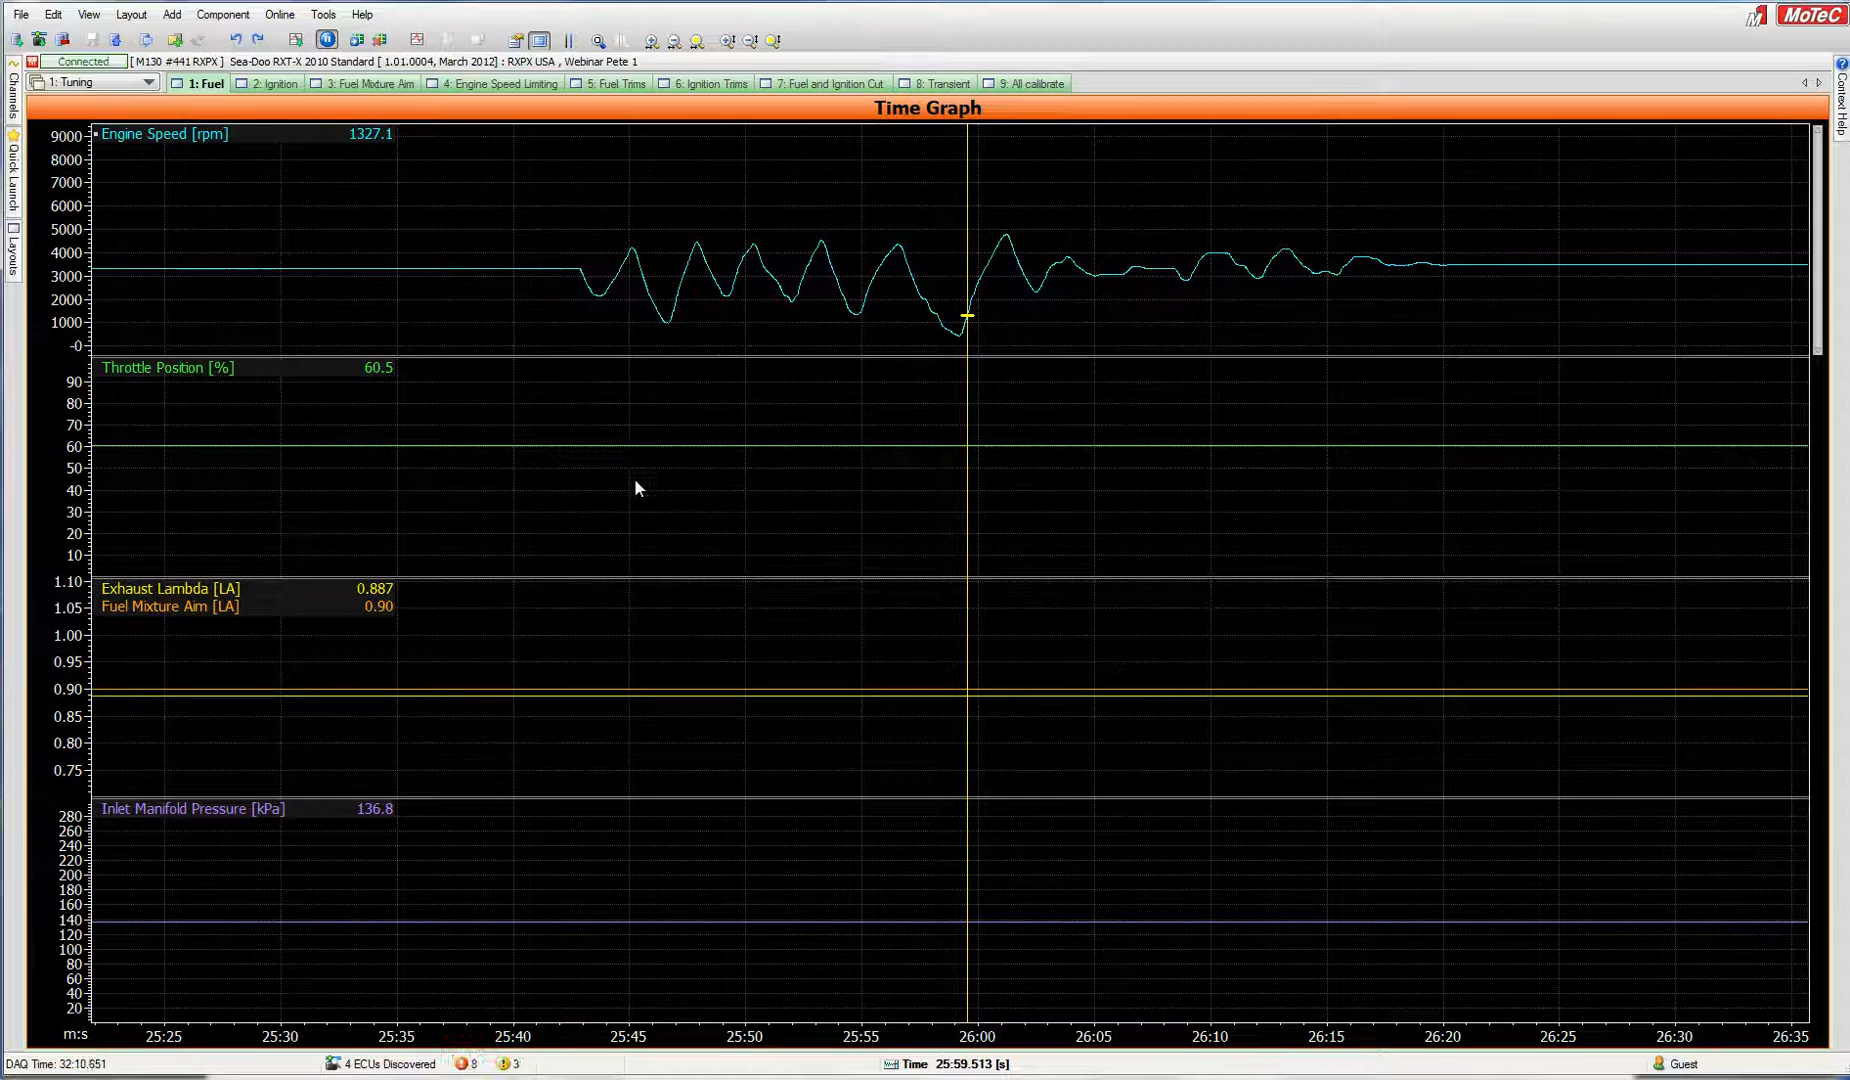 File Edit View Layout Add Component Online Tools Help
MoTeC
Connected [ M130 #441 RXPX ] Sea-Doo RXT-X 2010 Standard [ 1.01.0004, March 2012] : RXPX USA , Webinar Pete 1
1: Tuning 1: Fuel 2: Ignition 3: Fuel Mixture Aim 4: Engine Speed Limiting 5: Fuel Trims 6: Ignition Trims 7: Fuel and Ignition Cut 8: Transient 9: All calibrate
Channels
Quick Launch
Layouts
Context Help
Time Graph
Engine Speed [rpm] 1327.1
9000
8000
7000
6000
5000
4000
3000
2000
1000
-0
Throttle Position [%] 60.5
90
80
70
60
50
40
30
20
10
Exhaust Lambda [LA] 0.887
Fuel Mixture Aim [LA] 0.90
1.10
1.05
1.00
0.95
0.90
0.85
0.80
0.75
Inlet Manifold Pressure [kPa] 136.8
280
260
240
220
200
180
160
140
120
100
80
60
40
20
m:s 25:25 25:30 25:35 25:40 25:45 25:50 25:55 26:00 26:05 26:10 26:15 26:20 26:25 26:30 26:35
DAQ Time: 32:10.651 4 ECUs Discovered 8 3 Time 25:59.513 [s] Guest